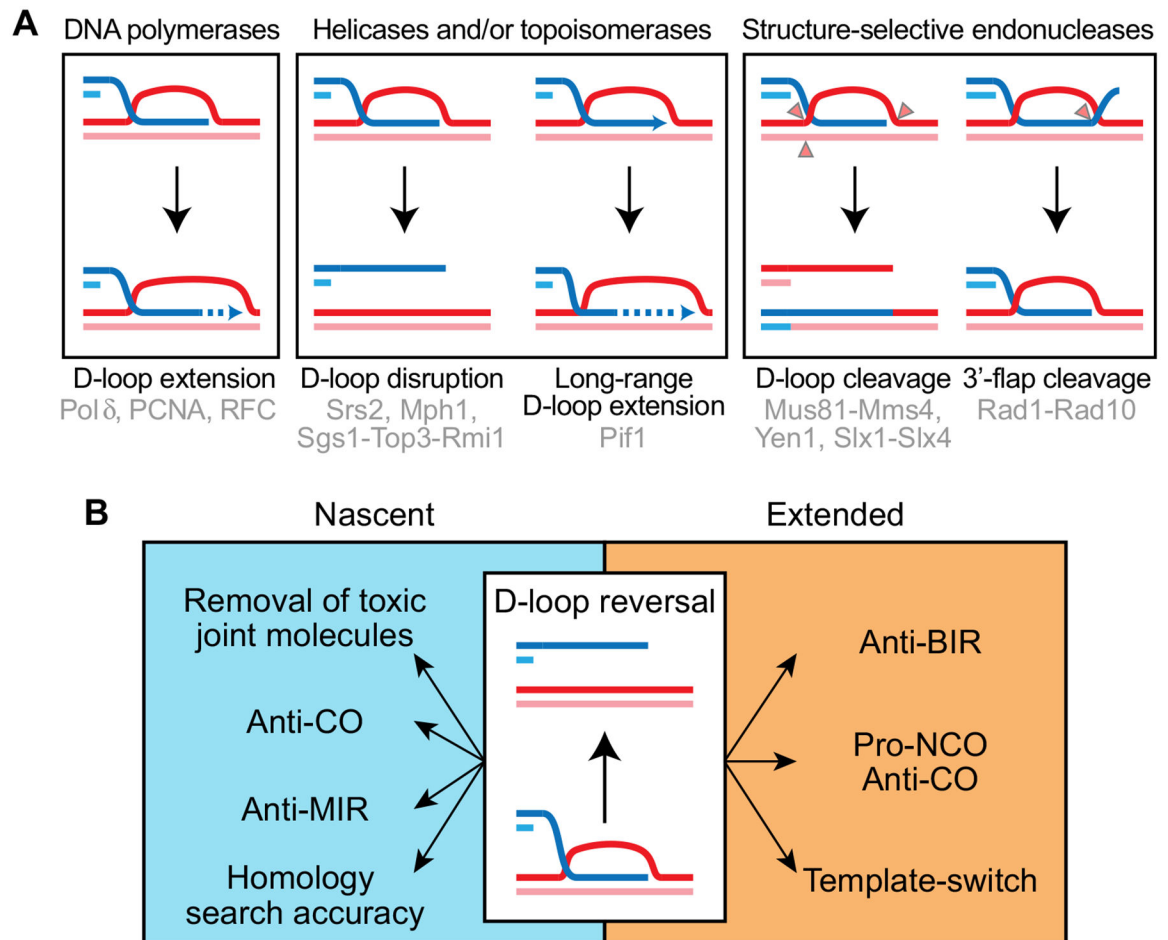 A
DNA polymerases
Helicases and/or topoisomerases
Structure-selective endonucleases
D-loop extension
Polδ, PCNA, RFC
D-loop disruption
Srs2, Mph1,
Sgs1-Top3-Rmi1
Long-range
D-loop extension
Pif1
D-loop cleavage
Mus81-Mms4,
Yen1, Slx1-Slx4
3'-flap cleavage
Rad1-Rad10
B
Nascent
Extended
Removal of toxic
joint molecules
Anti-CO
Anti-MIR
Homology
search accuracy
D-loop reversal
Anti-BIR
Pro-NCO
Anti-CO
Template-switch